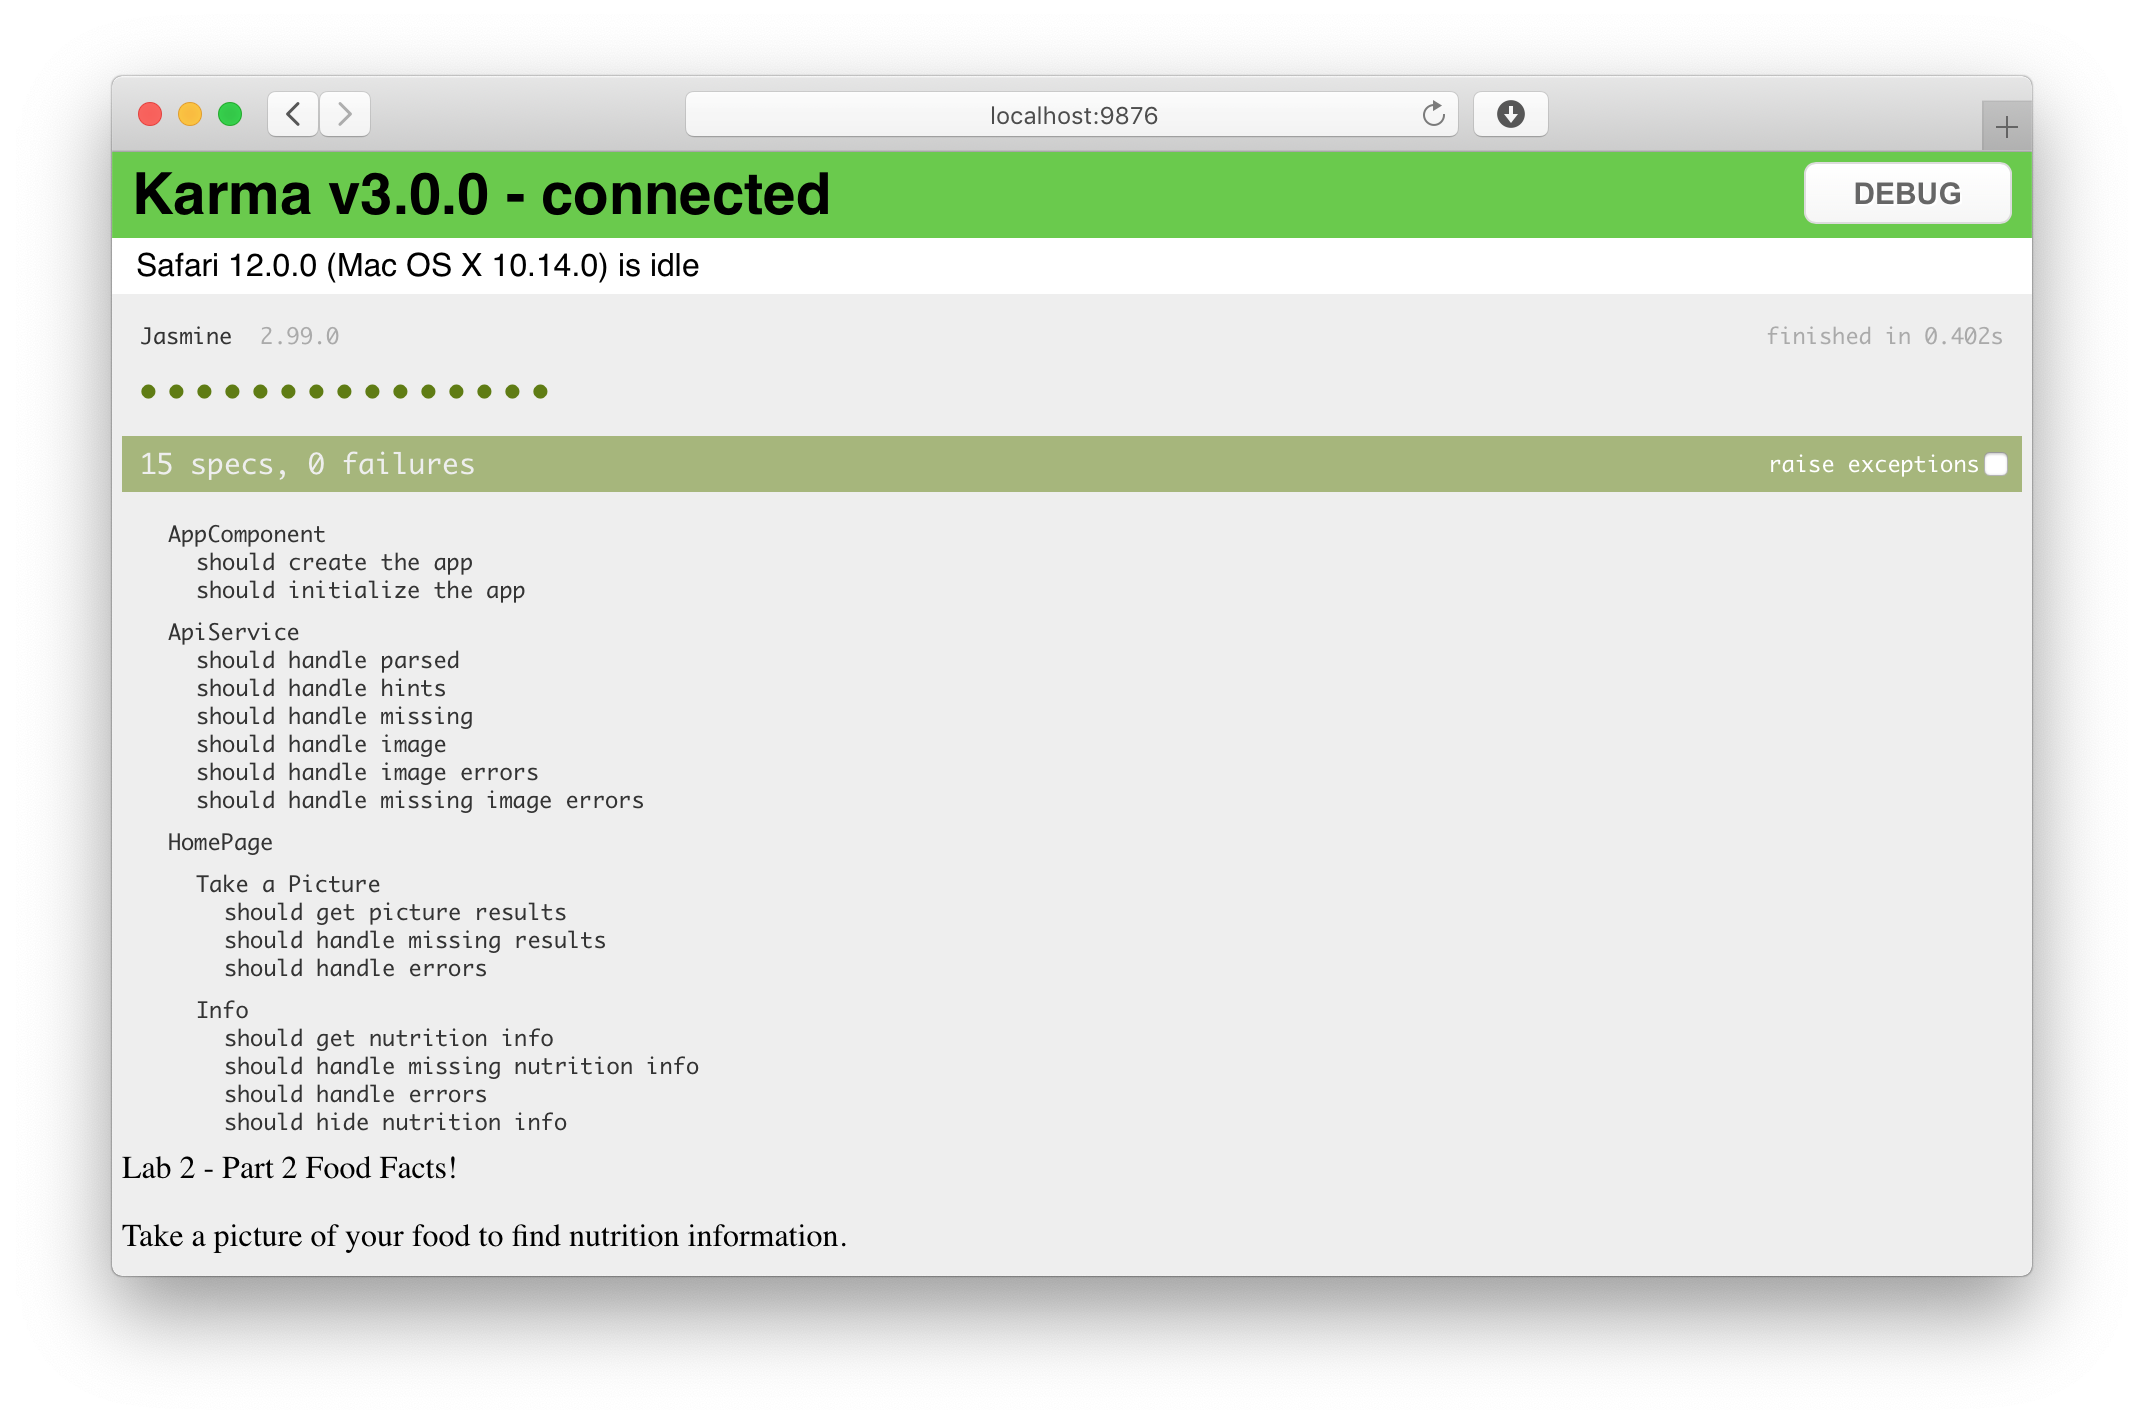 localhost:9876
Karma v3.0.0 - connected
DEBUG
Safari 12.0.0 (Mac OS X 10.14.0) is idle
Jasmine 2.99.0
finished in 0.402s
15 specs, 0 failures
raise exceptions
AppComponent
should create the app
should initialize the app
ApiService
should handle parsed
should handle hints
should handle missing
should handle image
should handle image errors
should handle missing image errors
HomePage
Take a Picture
should get picture results
should handle missing results
should handle errors
Info
should get nutrition info
should handle missing nutrition info
should handle errors
should hide nutrition info
Lab 2 - Part 2 Food Facts!
Take a picture of your food to find nutrition information.